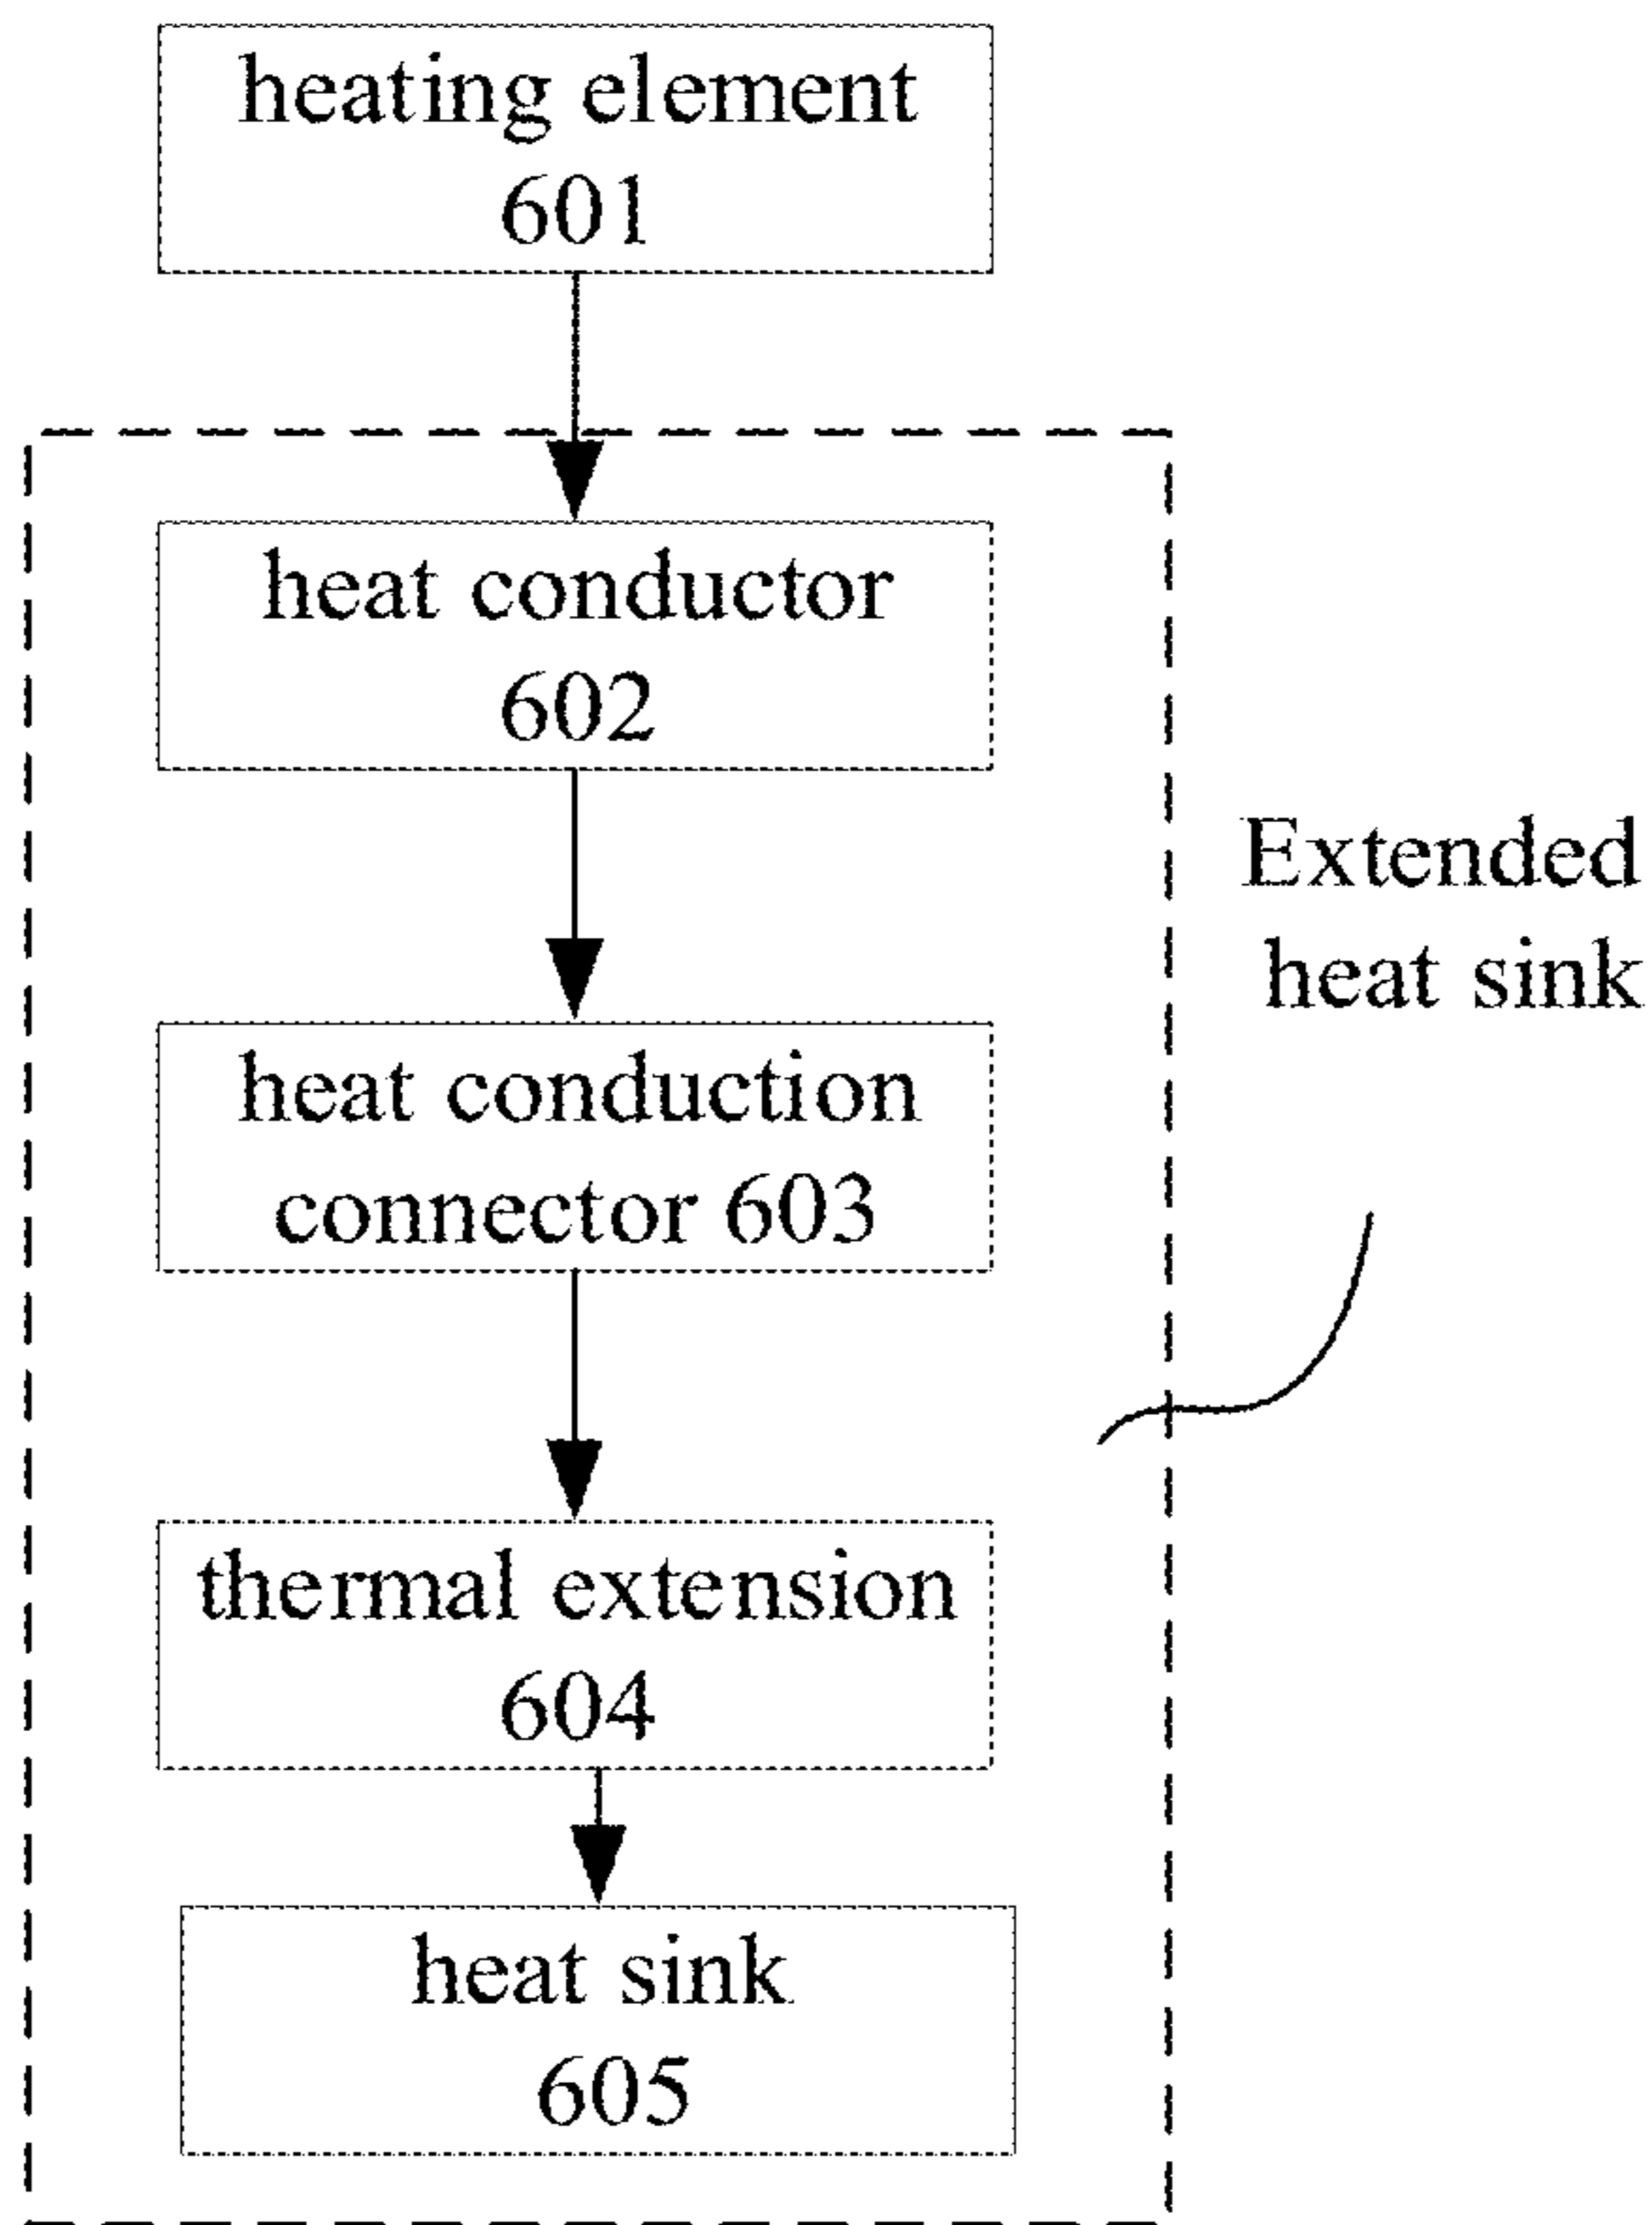 heating element
601
heat conductor
602
Extended
heat sink
heat conduction
connector 603
thermal extension
604
heat sink
605